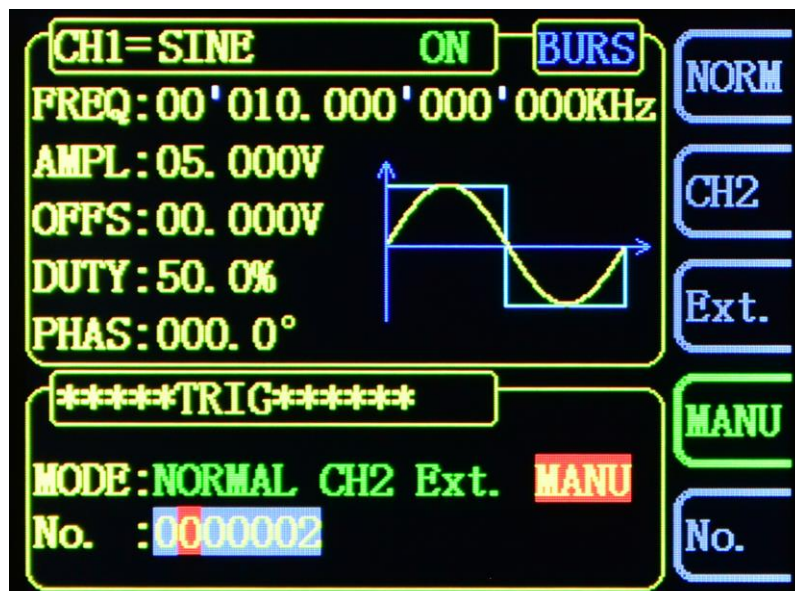 CH1=SINE ON BURS
FREQ:00'010.000'000'000KHz
AMPL:05.000V
OFFS:00.000V
DUTY:50.0%
PHAS:000.0°
*****TRIG******
MODE:NORMAL CH2 Ext. MANU
No. :0000002
NORM
CH2
Ext.
MANU
No.